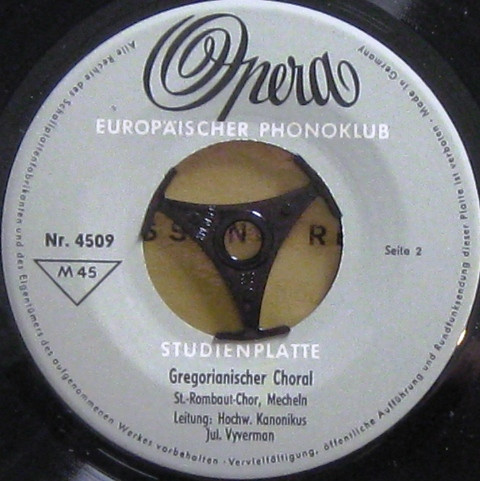 Opera
EUROPÄISCHER PHONOKLUB
Nr. 4509
M 45
Seite 2
STUDIENPLATTE
Gregorianischer Choral
St.-Rombaut-Chor, Mecheln
Leitung: Hochw. Kanonikus
Jul. Vyverman
Alle Rechte der Schallplattenfabrikanten und des Eigentümers des aufgenommenen Werkes vorbehalten · Vervielfältigung, öffentliche Aufführung und Rundfunksendung dieser Platte ist verboten · Made in Germany